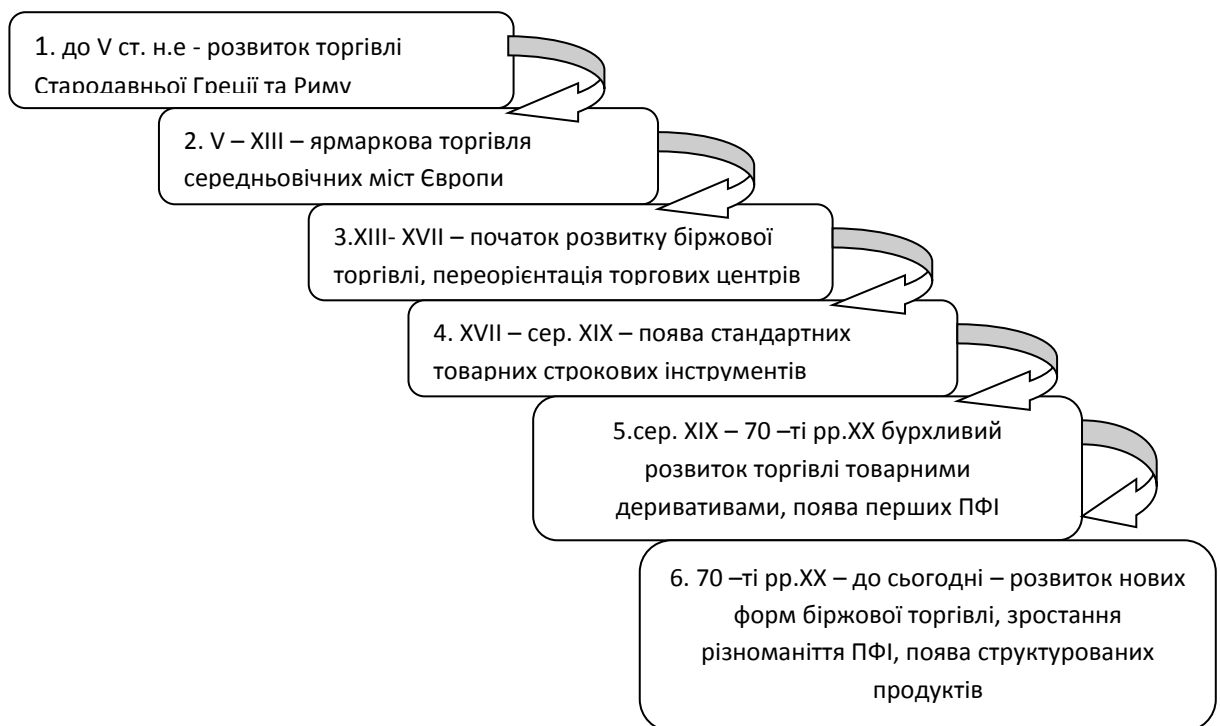 1. до V ст. н.е - розвиток торгівлі
Стародавньої Греції та Риму
2. V – XIII – ярмаркова торгівля
середньовічних міст Європи
3.XIII- XVII – початок розвитку біржової
торгівлі, переорієнтація торгових центрів
4. XVII – сер. XIX – поява стандартних
товарних строкових інструментів
5.сер. XIX – 70 –ті рр.XX бурхливий
розвиток торгівлі товарними
деривативами, поява перших ПФІ
6. 70 –ті рр.XX – до сьогодні – розвиток нових
форм біржової торгівлі, зростання
різноманіття ПФІ, поява структурованих
продуктів